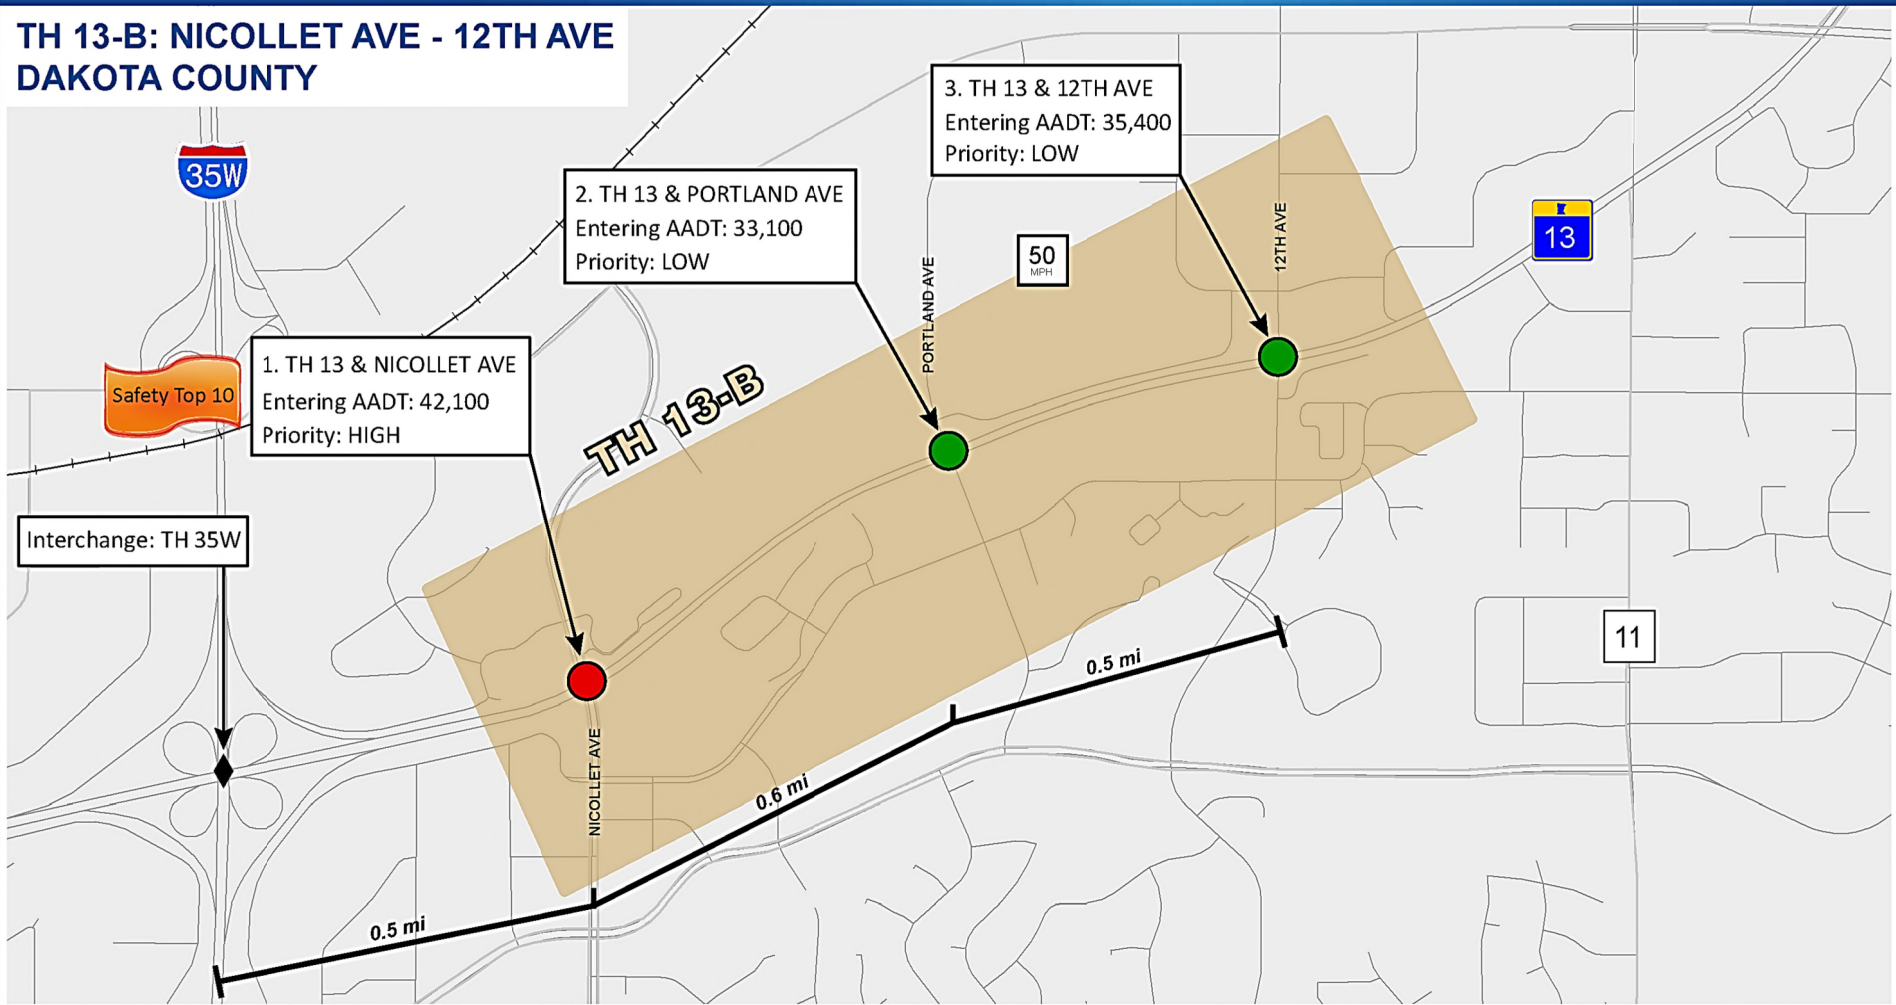 TH 13-B: NICOLLET AVE - 12TH AVE
DAKOTA COUNTY
35W
3. TH 13 & 12TH AVE
Entering AADT: 35,400
Priority: LOW
2. TH 13 & PORTLAND AVE
Entering AADT: 33,100
Priority: LOW
50
MPH
13
12TH AVE
PORTLAND AVE
1. TH 13 & NICOLLET AVE
Entering AADT: 42,100
Priority: HIGH
Safety Top 10
TH 13-B
Interchange: TH 35W
11
NICOLLET AVE
0.5 mi
0.6 mi
0.5 mi